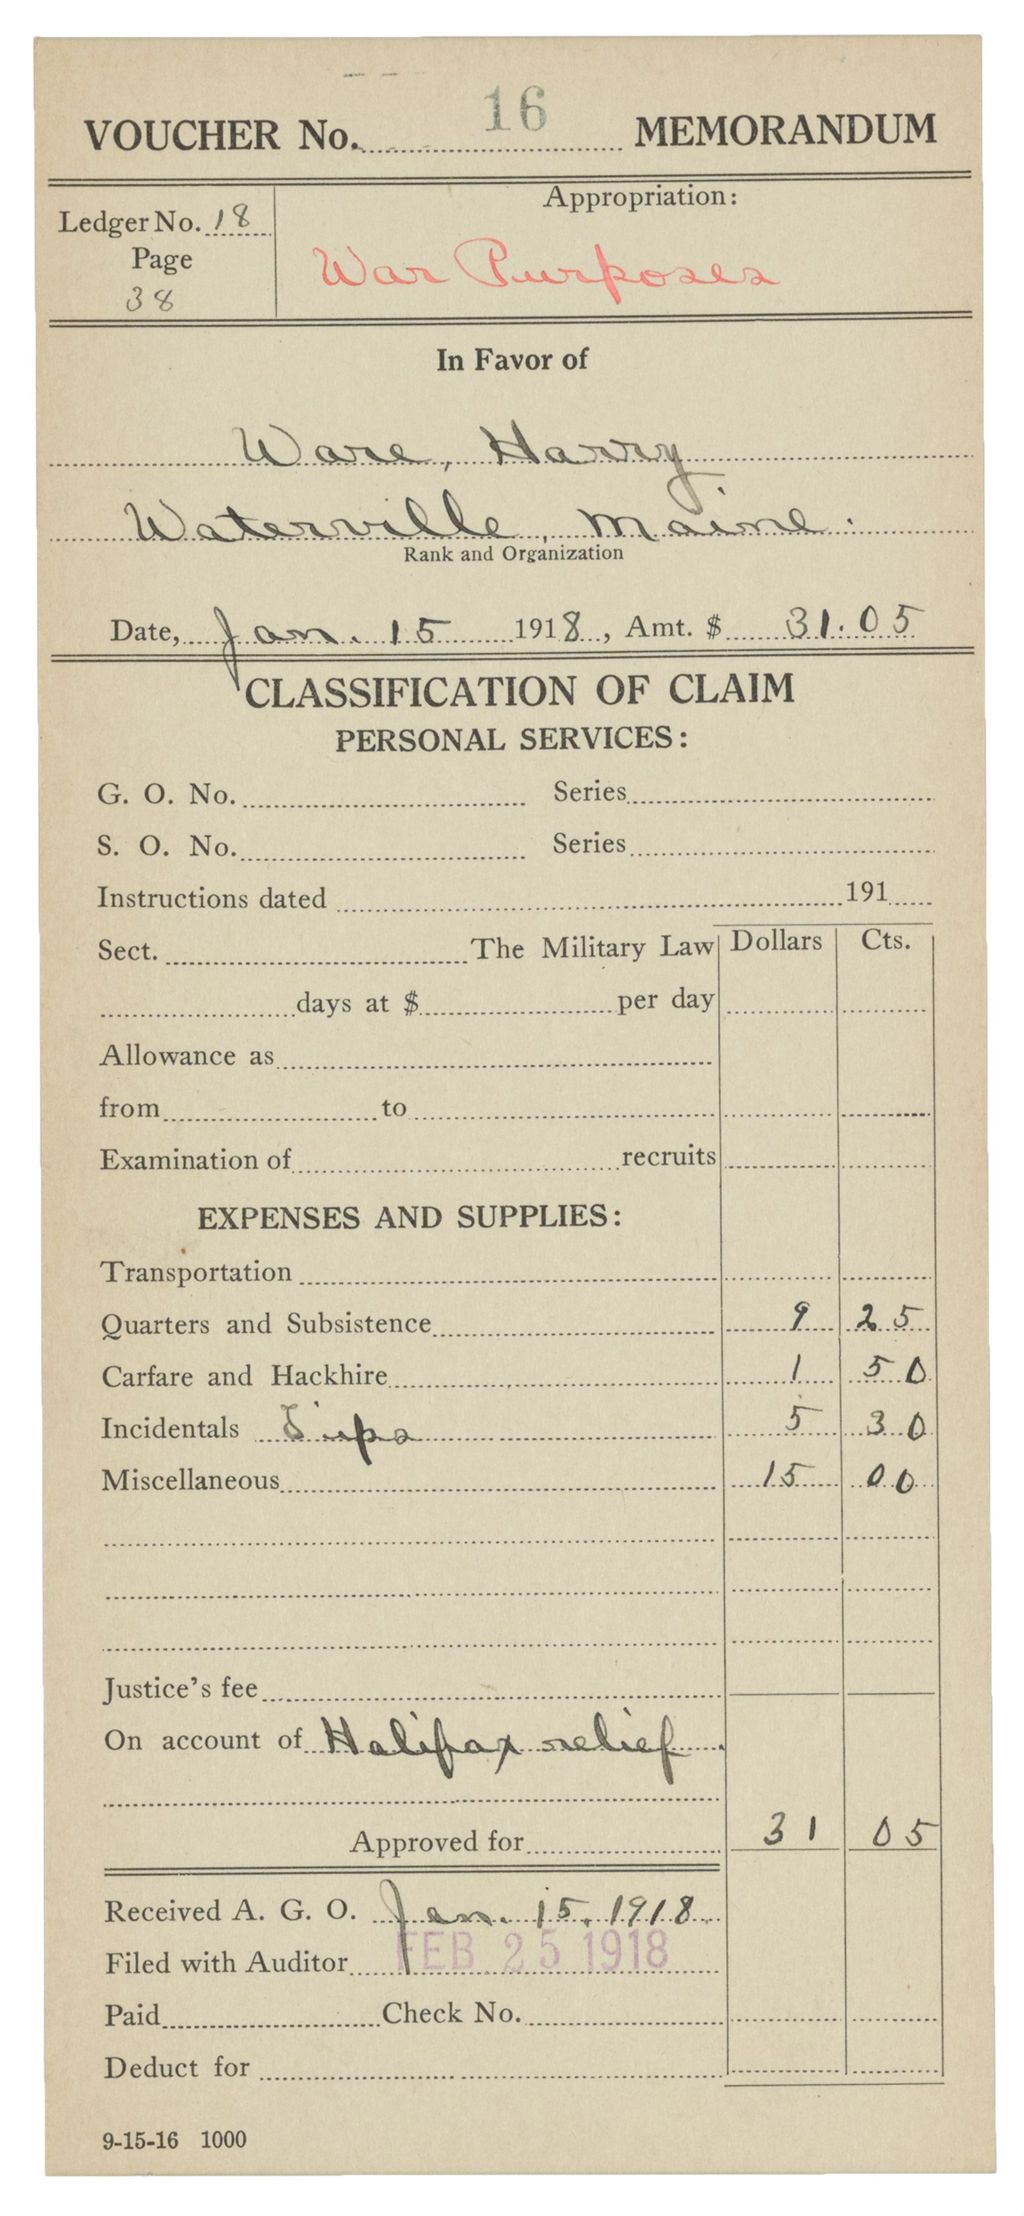 VOUCHER No. 16 MEMORANDUM
Appropriation:
Ledger No. 18
Page
38
War Purposes
In Favor of
Ware, Harry
Waterville, Maine.
Rank and Organization
Date, Jan. 15 1918, Amt. $ 31.05
CLASSIFICATION OF CLAIM
PERSONAL SERVICES:
G. O. No. Series
S. O. No. Series
Instructions dated 191
Sect. The Military Law Dollars Cts.
days at $ per day
Allowance as
from to
Examination of recruits
EXPENSES AND SUPPLIES:
Transportation
Quarters and Subsistence 9 25
Carfare and Hackhire 1 50
Incidentals Tips 5 30
Miscellaneous 15 00
Justice's fee
On account of Halifax relief.
Approved for 31 05
Received A. G. O. Jan. 15, 1918.
Filed with Auditor FEB 25 1918
Paid Check No.
Deduct for
9-15-16 1000